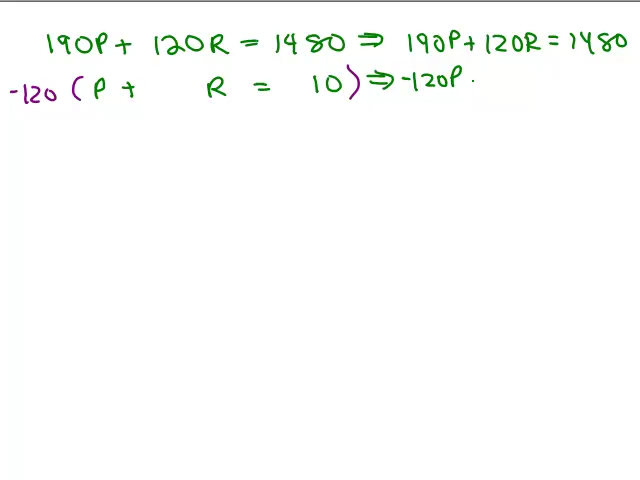 190P + 120R = 1480 ⇒ 190P + 120R = 1480
-120 ( P + R = 10 ) ⇒ -120P